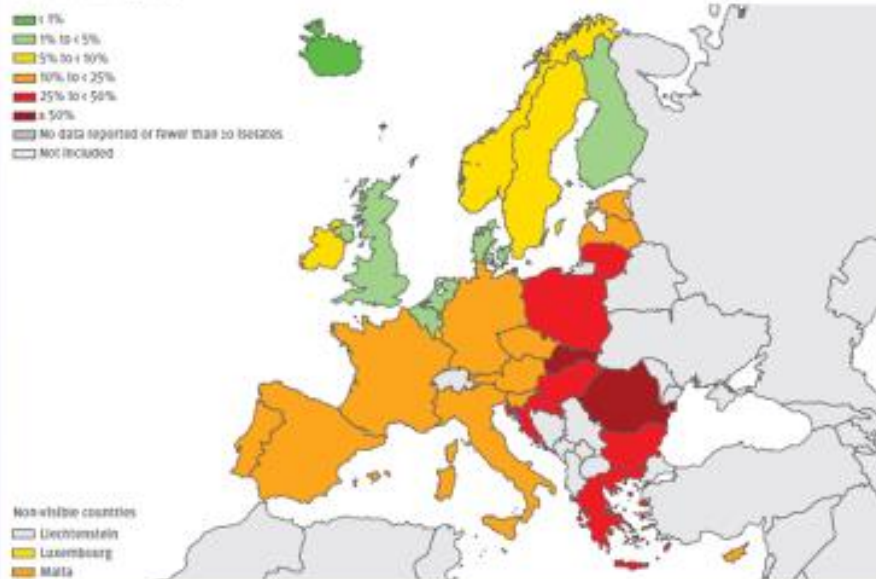 < 1%
1% to < 5%
5% to < 10%
10% to < 25%
25% to < 50%
≥ 50%
No data reported or fewer than 10 isolates
Not included
Non-visible countries
Liechtenstein
Luxembourg
Malta